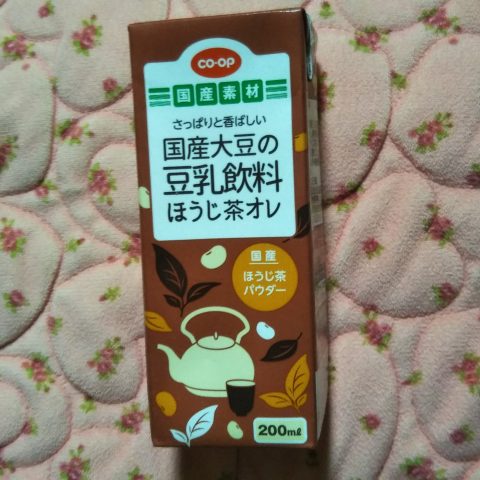 co-op
国産素材
さっぱりと香ばしい
国産大豆の
豆乳飲料
ほうじ茶オレ
国産
ほうじ茶
パウダー
200mℓ